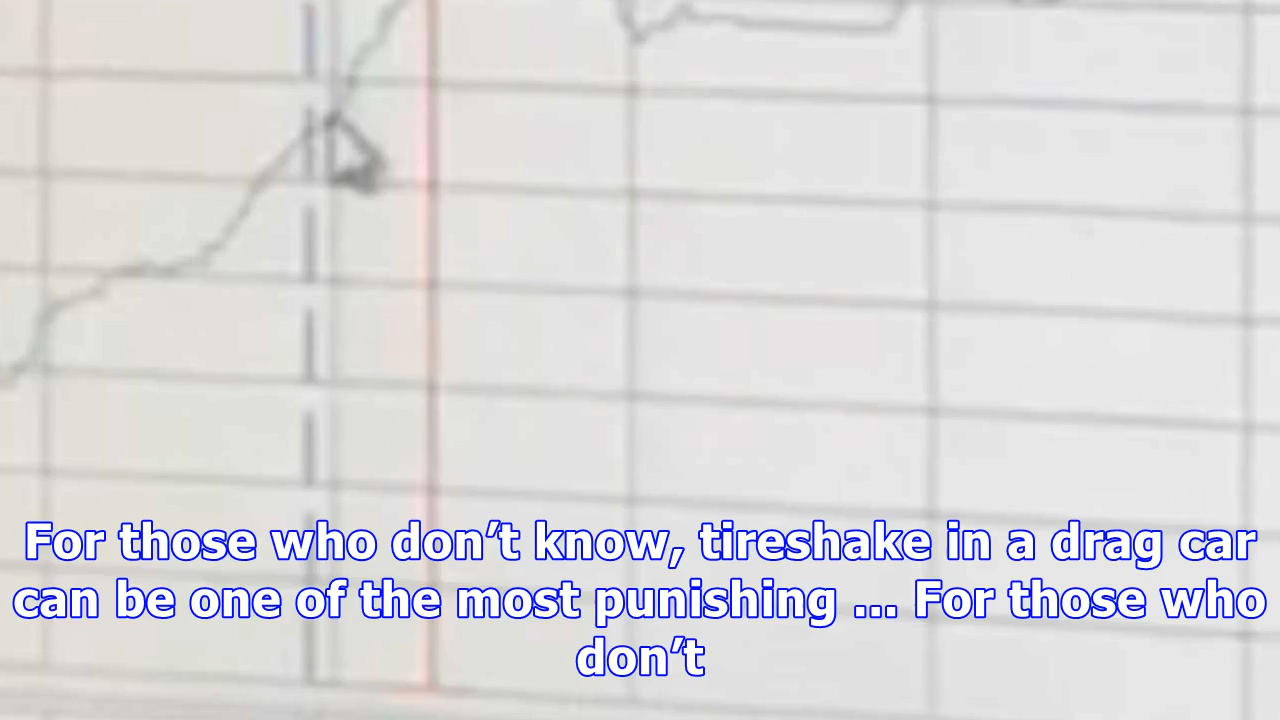 For those who don’t know, tireshake in a drag car
can be one of the most punishing ... For those who
don’t